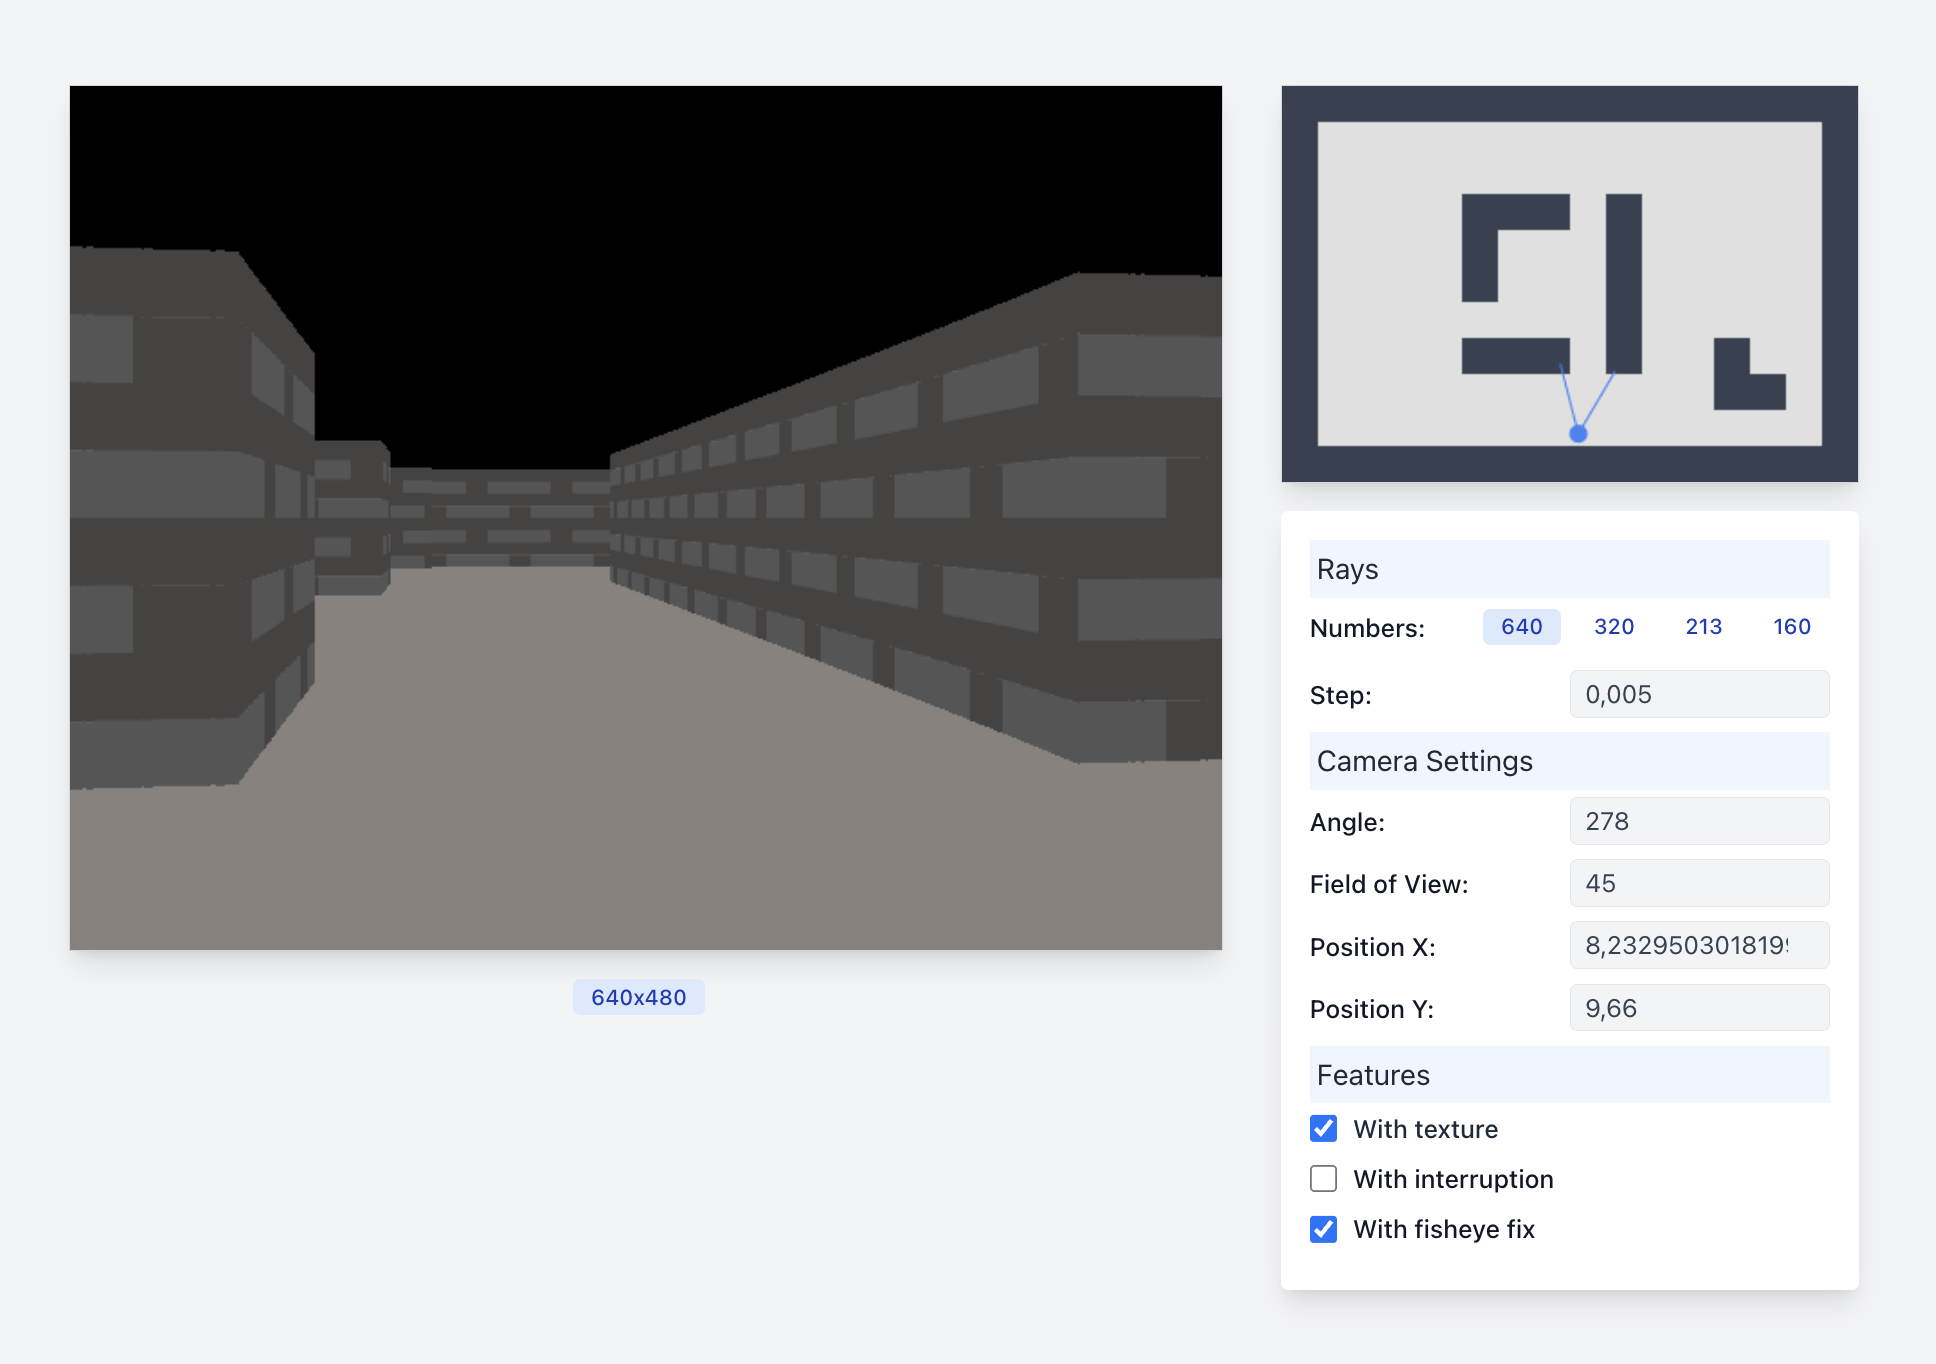 640x480
Rays
Numbers: 640 320 213 160
Step: 0,005
Camera Settings
Angle: 278
Field of View: 45
Position X: 8,232950301819
Position Y: 9,66
Features
With texture
With interruption
With fisheye fix